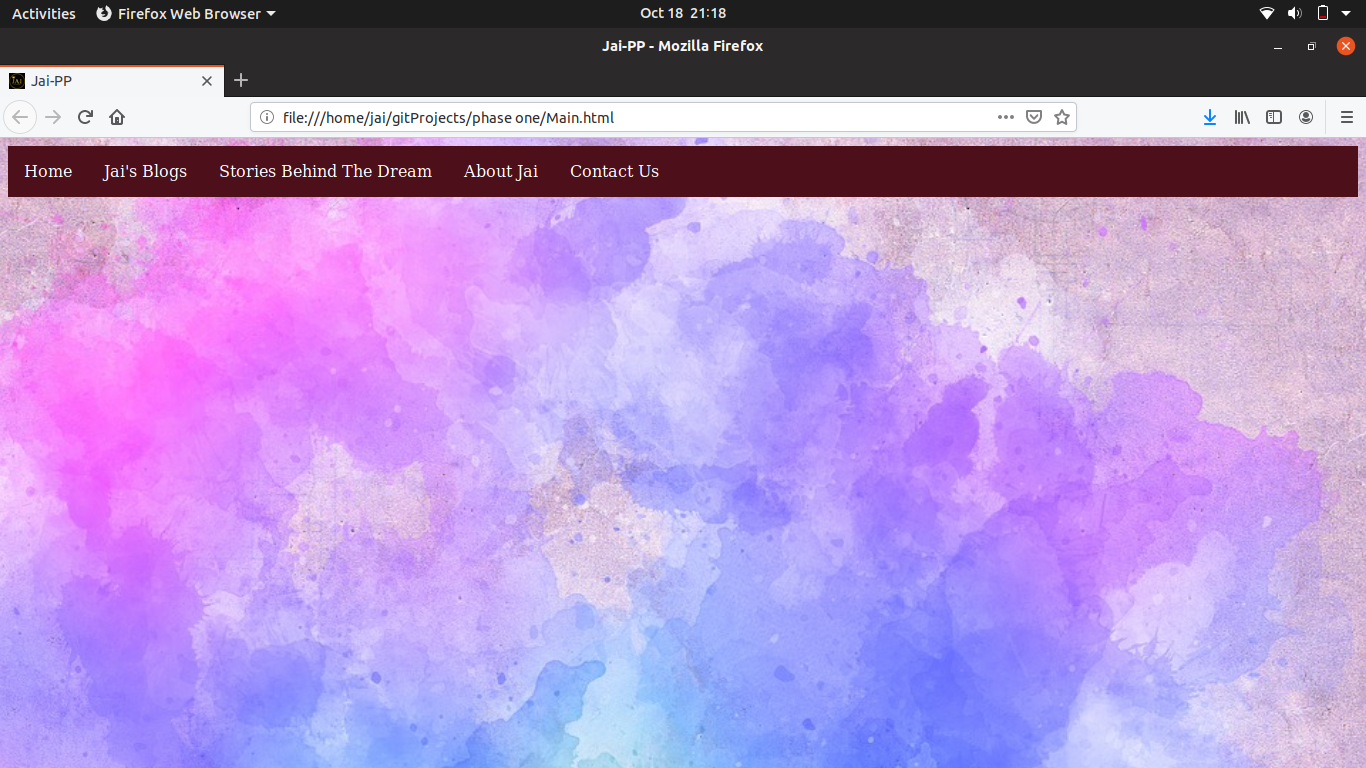 Activities Firefox Web Browser Oct 18 21:18
Jai-PP - Mozilla Firefox
JAI Jai-PP
file:///home/jai/gitProjects/phase one/Main.html
Home Jai's Blogs Stories Behind The Dream About Jai Contact Us